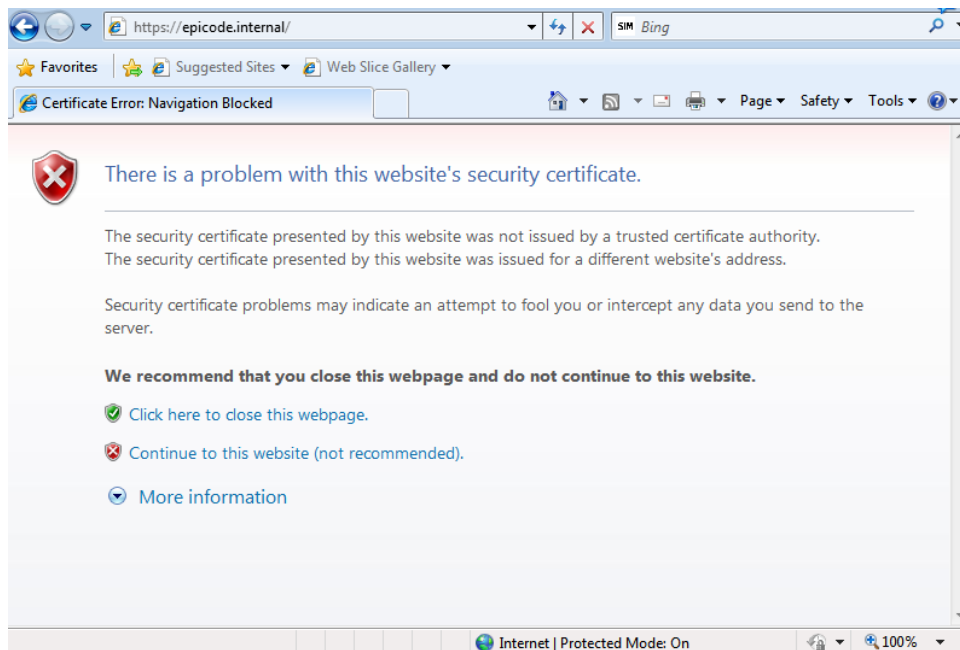 https://epicode.internal/
SIM Bing
Favorites Suggested Sites Web Slice Gallery
Certificate Error: Navigation Blocked Page Safety Tools
There is a problem with this website's security certificate.
The security certificate presented by this website was not issued by a trusted certificate authority.
The security certificate presented by this website was issued for a different website's address.
Security certificate problems may indicate an attempt to fool you or intercept any data you send to the
server.
We recommend that you close this webpage and do not continue to this website.
Click here to close this webpage.
Continue to this website (not recommended).
More information
Internet | Protected Mode: On 100%